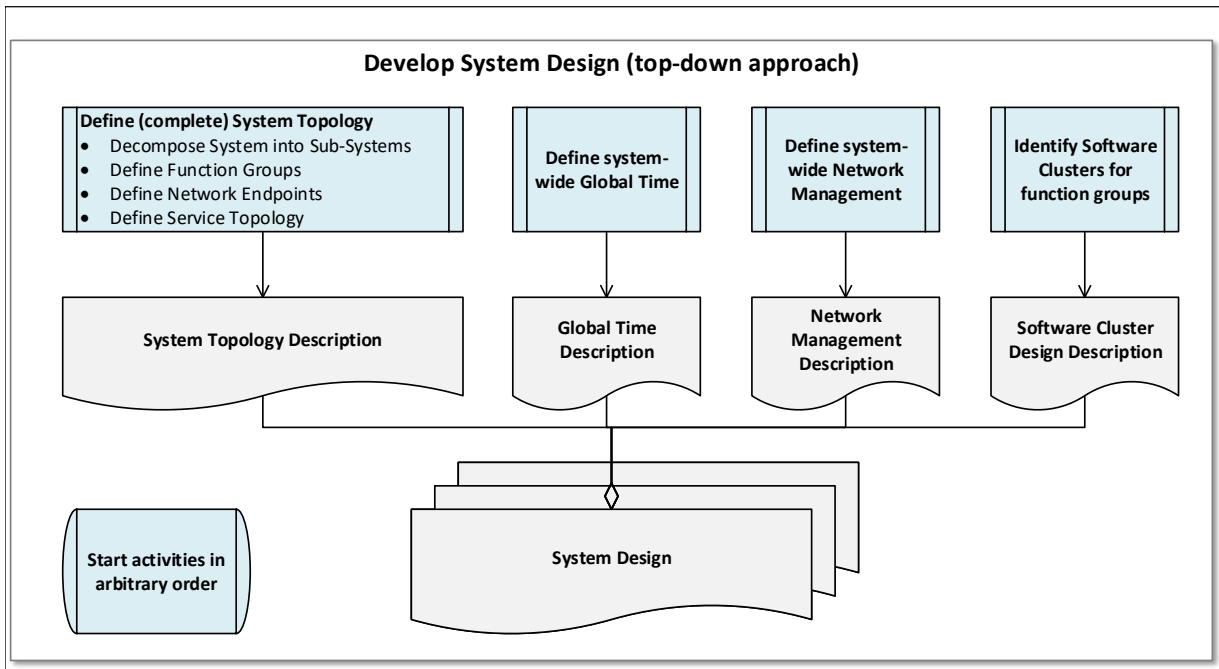 Develop System Design (top-down approach)
Define (complete) System Topology
• Decompose System into Sub-Systems
• Define Function Groups
• Define Network Endpoints
• Define Service Topology
Define system-
wide Global Time
Define system-
wide Network
Management
Identify Software
Clusters for
function groups
System Topology Description
Global Time
Description
Network
Management
Description
Software Cluster
Design Description
System Design
Start activities in
arbitrary order